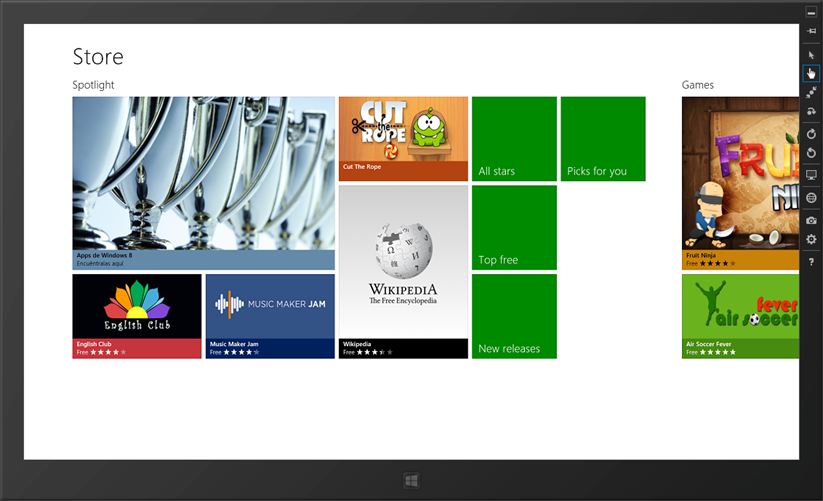 Store
Spotlight
Games
Apps de Windows 8
Encuéntralas aquí
CUT
the
ROPE
Cut The Rope
All stars
Picks for you
WIKIPEDIA
The Free Encyclopedia
Wikipedia
Free
Top free
New releases
English Club
English Club
Free
MUSIC MAKER JAM
Music Maker Jam
Free
FRUI
NI
Fruit Ninja
Free
fever
air soccer
Air Soccer Fever
Free
?